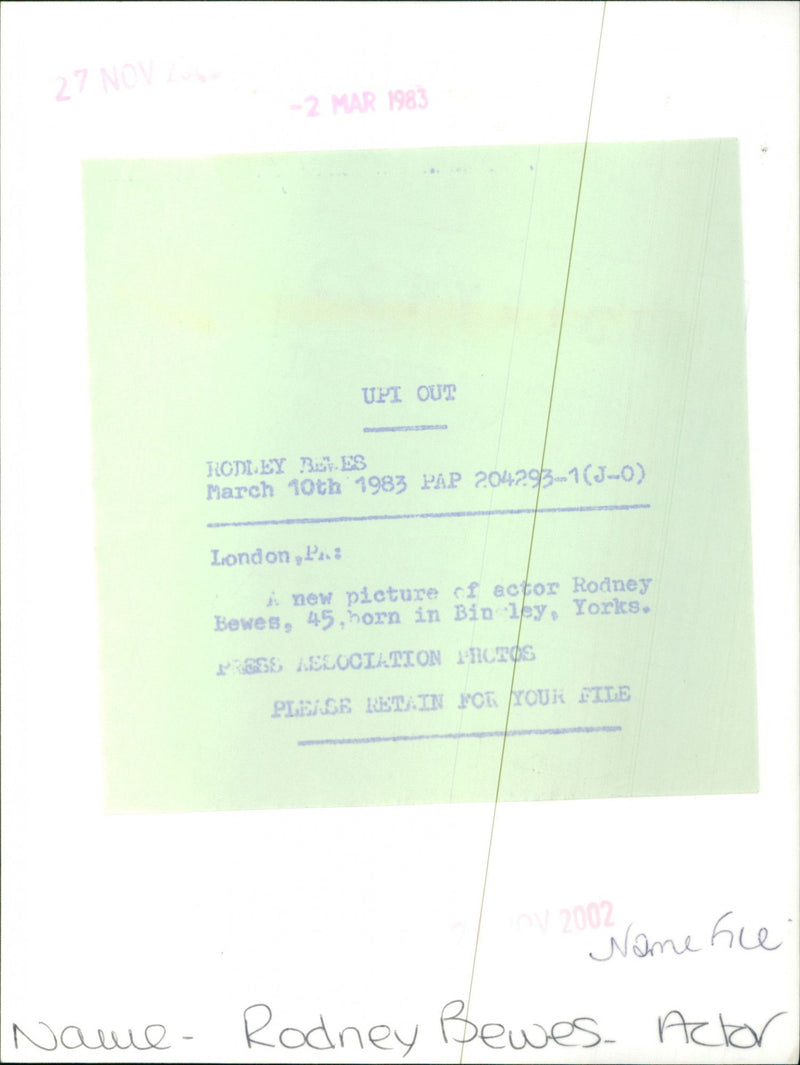 27 NOV
-2 MAR 1983
UPI OUT
RODNEY BEWES
March 10th 1983 PAP 204293-1(J-O)
London,PA:
A new picture of actor Rodney
Bewes, 45,born in Bingley, Yorks.
PRESS ASSOCIATION PHOTOS
PLEASE RETAIN FOR YOUR FILE
NOV 2002
Name File
Name - Rodney Bewes - Actor